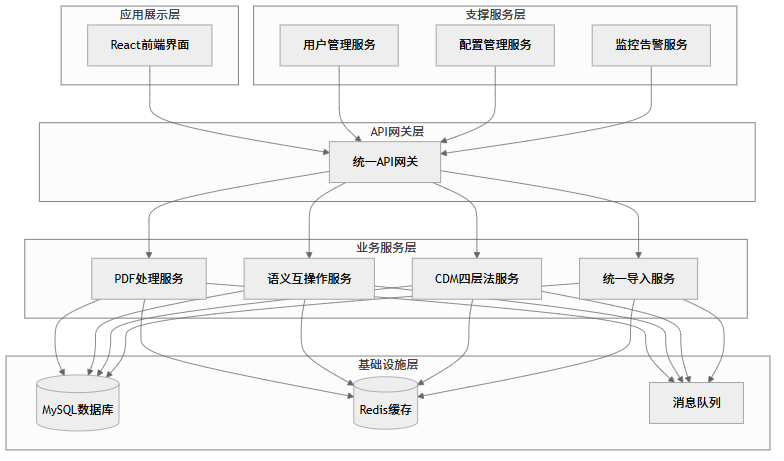 应用展示层
React前端界面
支撑服务层
用户管理服务
配置管理服务
监控告警服务
API网关层
统一API网关
业务服务层
PDF处理服务
语义互操作服务
CDM四层法服务
统一导入服务
基础设施层
MySQL数据库
Redis缓存
消息队列